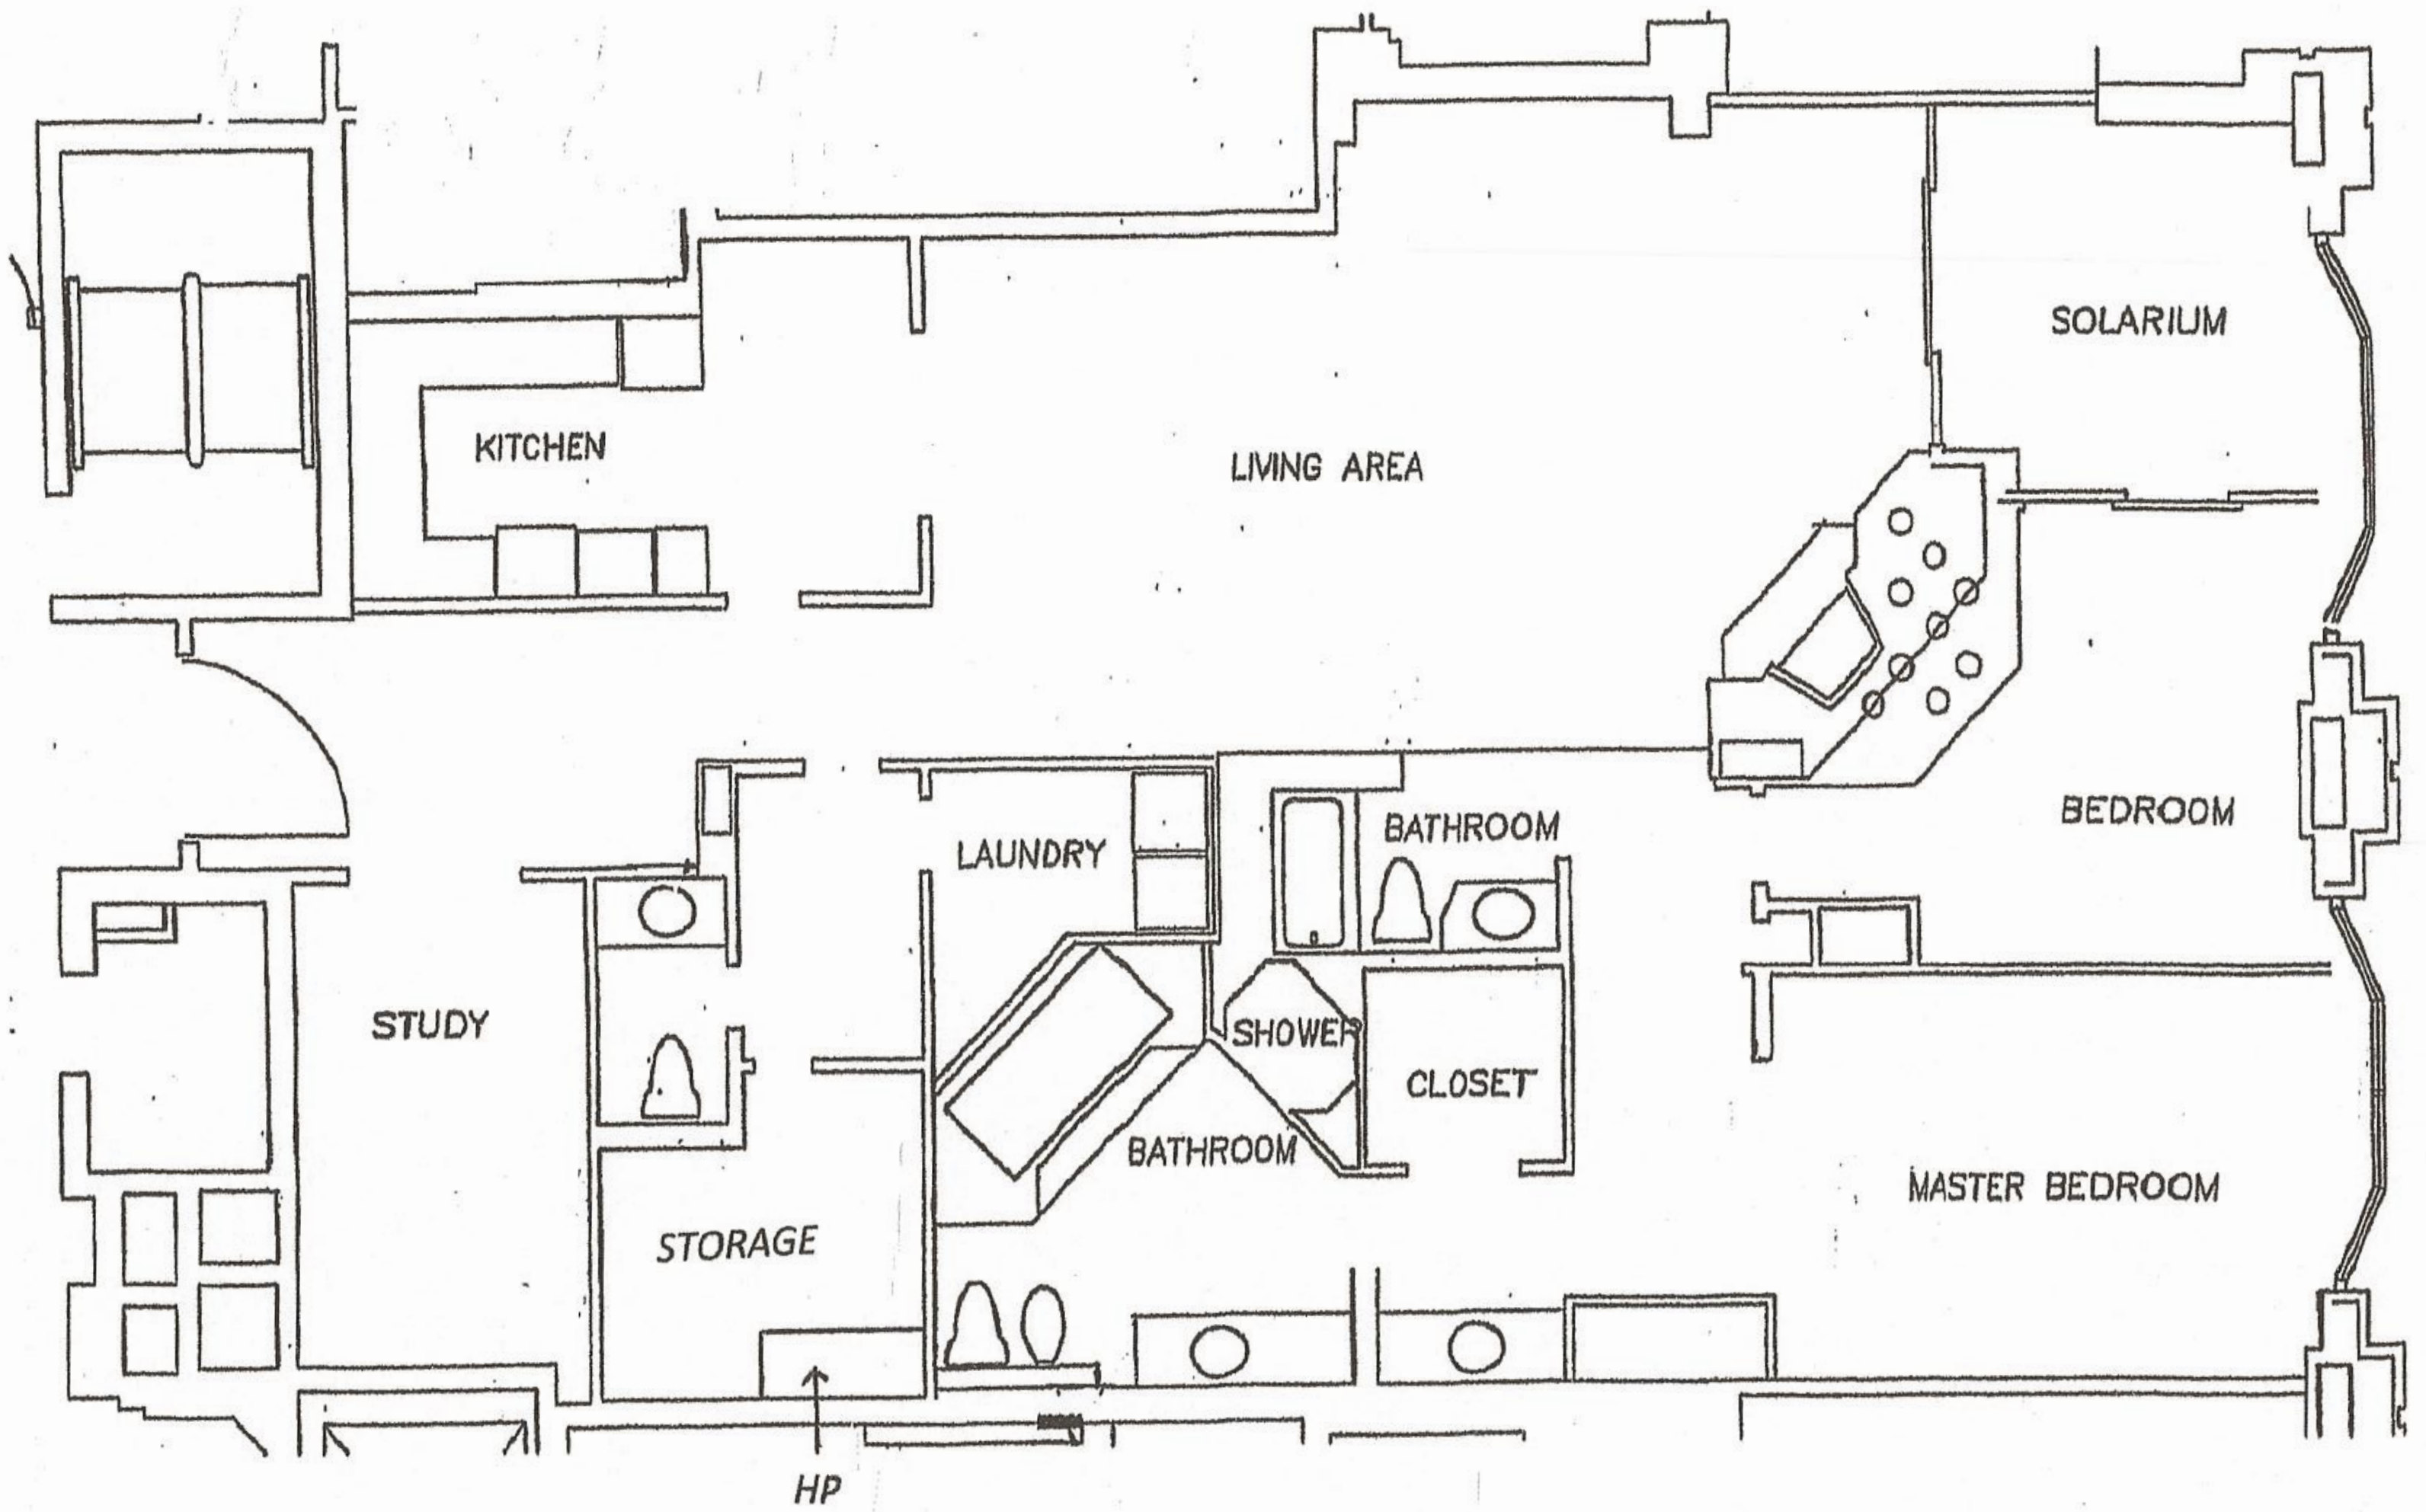 SOLARIUM
KITCHEN
LIVING AREA
BEDROOM
BATHROOM
LAUNDRY
STUDY
SHOWER
CLOSET
BATHROOM
MASTER BEDROOM
STORAGE
HP